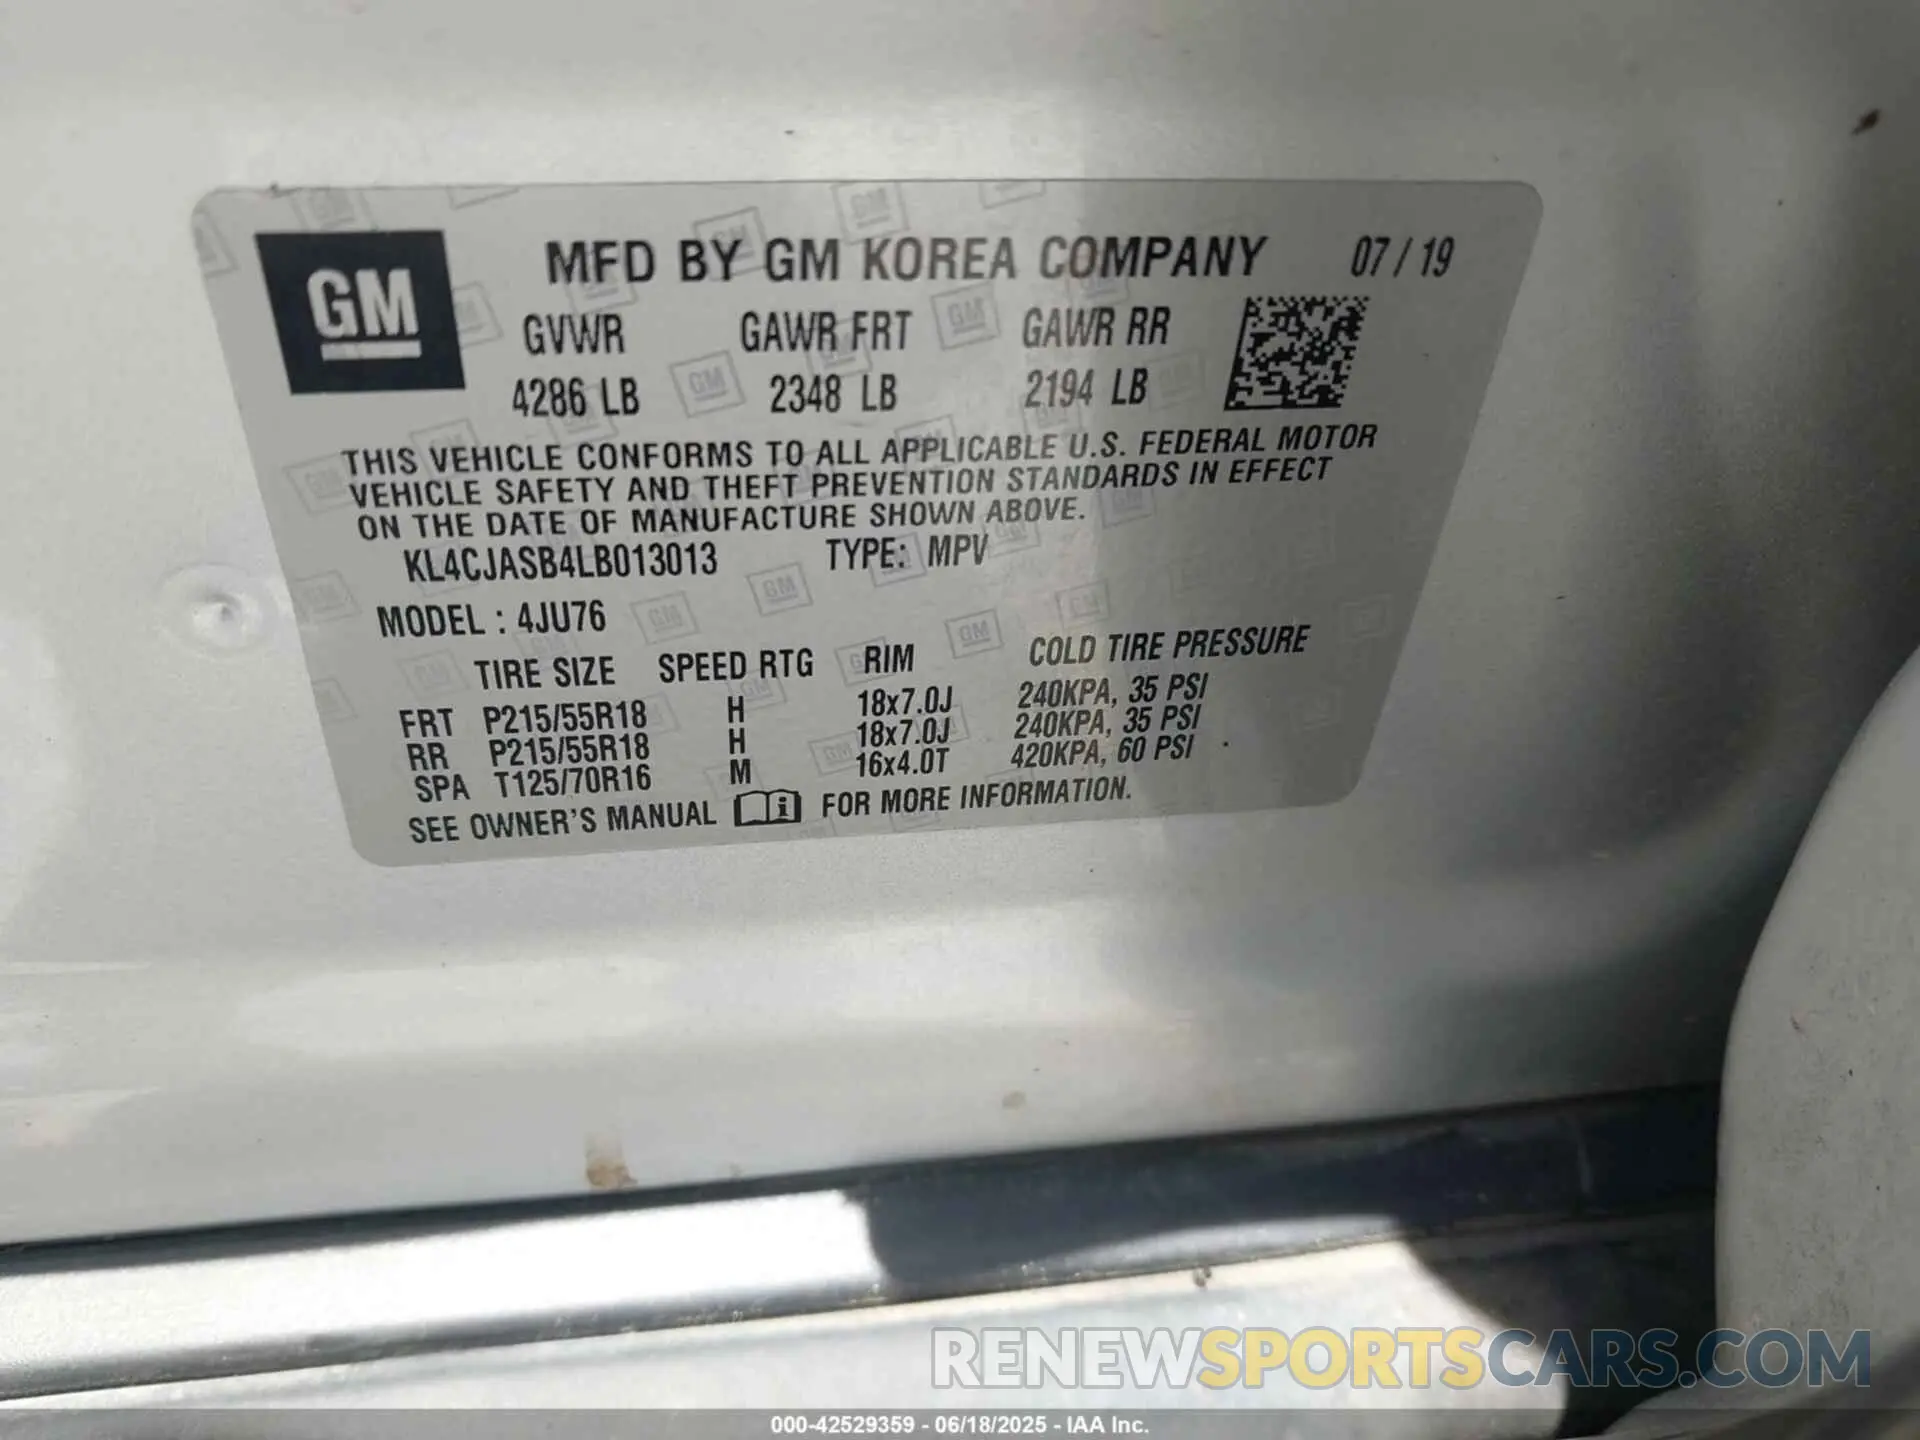 GM
MFD BY GM KOREA COMPANY 07/19
GVWR GAWR FRT GAWR RR
4286 LB 2348 LB 2194 LB
THIS VEHICLE CONFORMS TO ALL APPLICABLE U.S. FEDERAL MOTOR
VEHICLE SAFETY AND THEFT PREVENTION STANDARDS IN EFFECT
ON THE DATE OF MANUFACTURE SHOWN ABOVE.
KL4CJASB4LB013013 TYPE: MPV
MODEL : 4JU76
TIRE SIZE SPEED RTG RIM COLD TIRE PRESSURE
FRT P215/55R18 H 18x7.0J 240KPA, 35 PSI
RR P215/55R18 H 18x7.0J 240KPA, 35 PSI
SPA T125/70R16 M 16x4.0T 420KPA, 60 PSI
SEE OWNER'S MANUAL i FOR MORE INFORMATION.
RENEWSPORTSCARS.COM
000-42529359 - 06/18/2025 - IAA Inc.